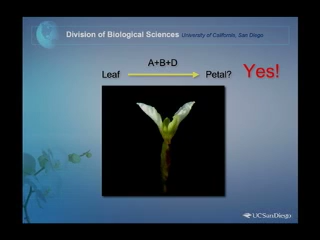 Division of Biological Sciences University of California, San Diego
A+B+D
Leaf Petal? Yes!
UCSanDiego